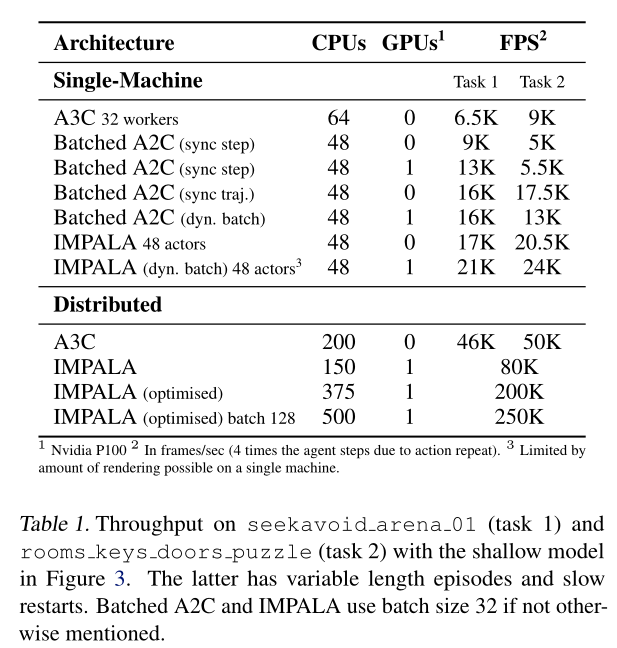 Architecture CPUs GPUs¹ FPS²
Single-Machine Task 1 Task 2
A3C 32 workers 64 0 6.5K 9K
Batched A2C (sync step) 48 0 9K 5K
Batched A2C (sync step) 48 1 13K 5.5K
Batched A2C (sync traj.) 48 0 16K 17.5K
Batched A2C (dyn. batch) 48 1 16K 13K
IMPALA 48 actors 48 0 17K 20.5K
IMPALA (dyn. batch) 48 actors³ 48 1 21K 24K
Distributed
A3C 200 0 46K 50K
IMPALA 150 1 80K
IMPALA (optimised) 375 1 200K
IMPALA (optimised) batch 128 500 1 250K
¹ Nvidia P100 ² In frames/sec (4 times the agent steps due to action repeat). ³ Limited by
amount of rendering possible on a single machine.
Table 1. Throughput on seekavoid_arena_01 (task 1) and
rooms_keys_doors_puzzle (task 2) with the shallow model
in Figure 3. The latter has variable length episodes and slow
restarts. Batched A2C and IMPALA use batch size 32 if not other-
wise mentioned.